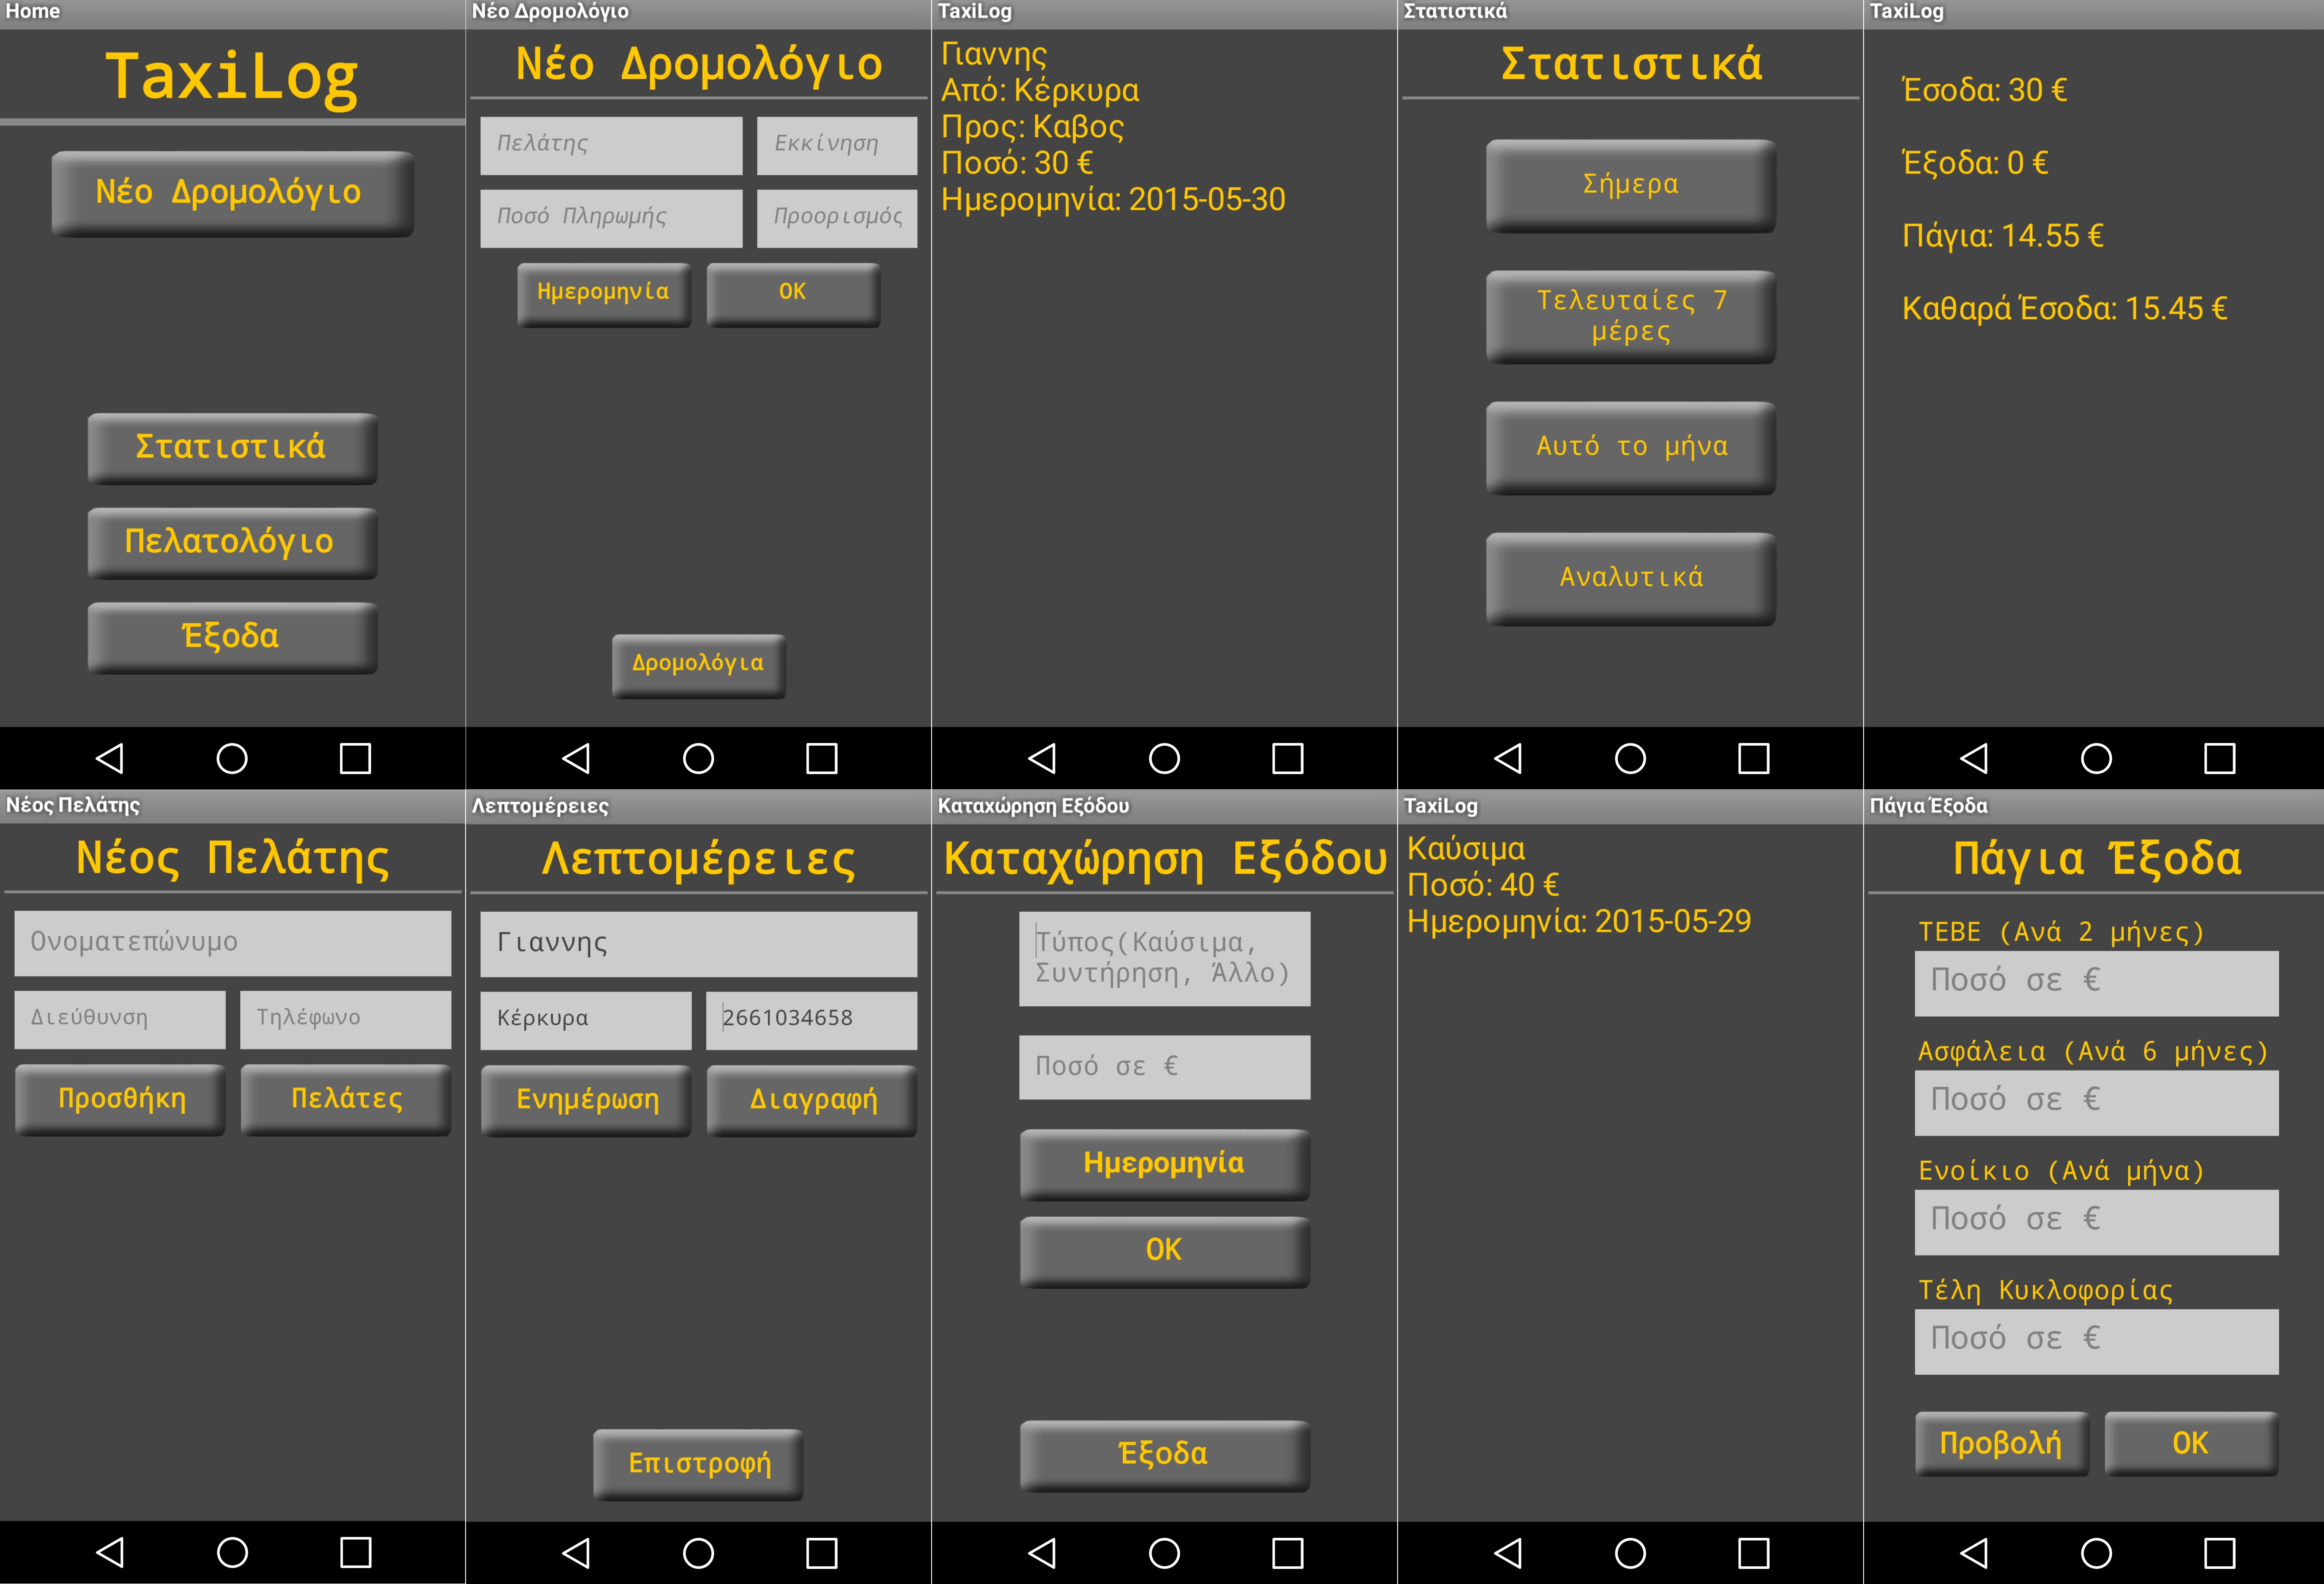 Home
TaxiLog
Νέο Δρομολόγιο
Στατιστικά
Πελατολόγιο
Έξοδα
Νέο Δρομολόγιο
Νέο Δρομολόγιο
Πελάτης
Εκκίνηση
Ποσό Πληρωμής
Προορισμός
Ημερομηνία
OK
Δρομολόγια
TaxiLog
Γιαννης
Από: Κέρκυρα
Προς: Καβος
Ποσό: 30 €
Ημερομηνία: 2015-05-30
Στατιστικά
Στατιστικά
Σήμερα
Τελευταίες 7
μέρες
Αυτό το μήνα
Αναλυτικά
TaxiLog
Έσοδα: 30 €
Έξοδα: 0 €
Πάγια: 14.55 €
Καθαρά Έσοδα: 15.45 €
Νέος Πελάτης
Νέος Πελάτης
Ονοματεπώνυμο
Διεύθυνση
Τηλέφωνο
Προσθήκη
Πελάτες
Λεπτομέρειες
Λεπτομέρειες
Γιαννης
Κέρκυρα
2661034658
Ενημέρωση
Διαγραφή
Επιστροφή
Καταχώρηση Εξόδου
Καταχώρηση Εξόδου
Τύπος(Καύσιμα,
Συντήρηση, Άλλο)
Ποσό σε €
Ημερομηνία
OK
Έξοδα
TaxiLog
Καύσιμα
Ποσό: 40 €
Ημερομηνία: 2015-05-29
Πάγια Έξοδα
Πάγια Έξοδα
ΤΕΒΕ (Ανά 2 μήνες)
Ποσό σε €
Ασφάλεια (Ανά 6 μήνες)
Ποσό σε €
Ενοίκιο (Ανά μήνα)
Ποσό σε €
Τέλη Κυκλοφορίας
Ποσό σε €
Προβολή
OK